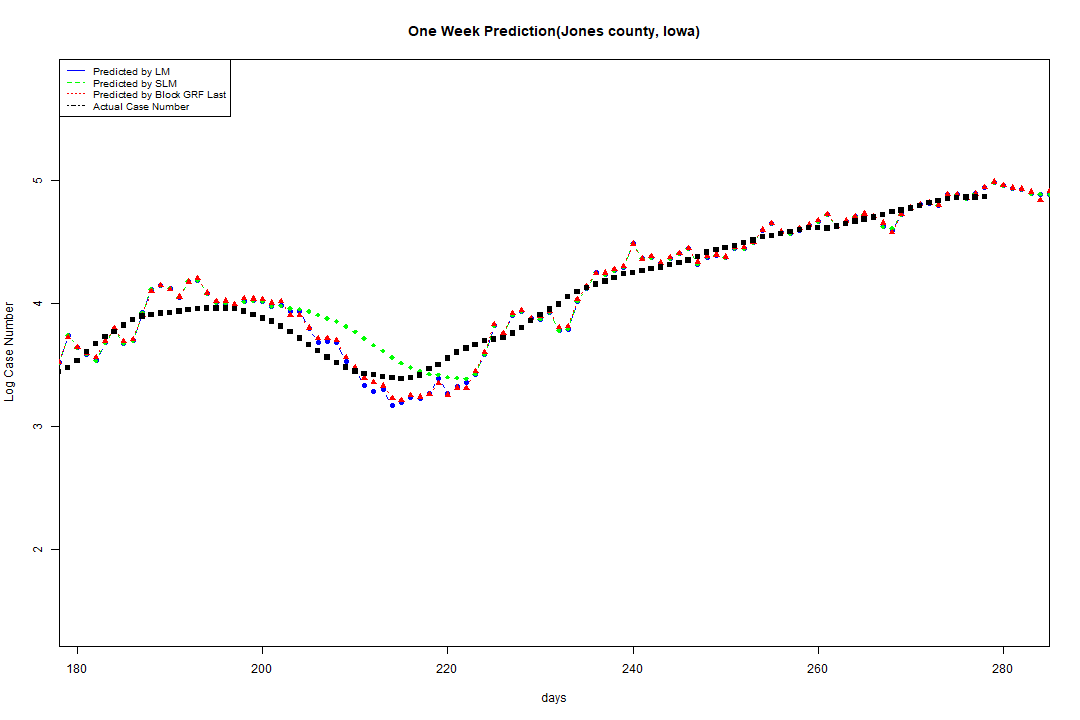 One Week Prediction(Jones county, Iowa)
Predicted by LM
Predicted by SLM
Predicted by Block GRF Last
Actual Case Number
5
4
3
2
Log Case Number
180 200 220 240 260 280
days